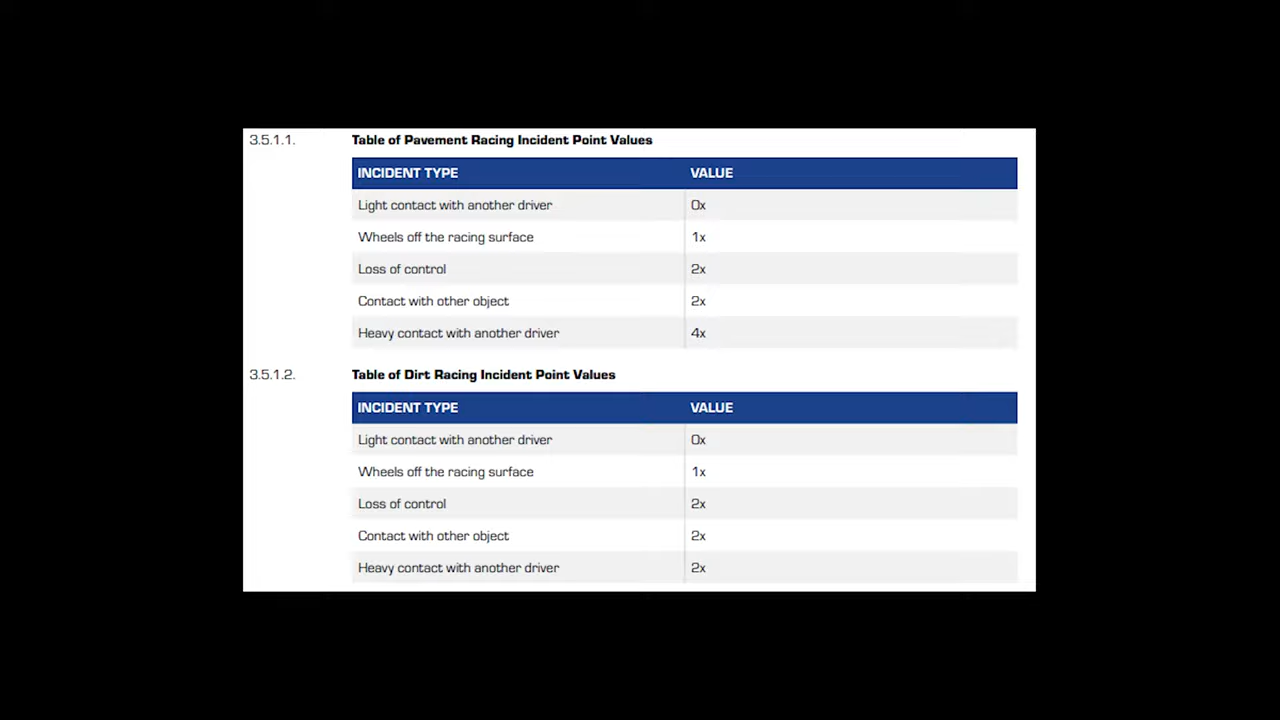 3.5.1.1. Table of Pavement Racing Incident Point Values
INCIDENT TYPE VALUE
Light contact with another driver 0x
Wheels off the racing surface 1x
Loss of control 2x
Contact with other object 2x
Heavy contact with another driver 4x
3.5.1.2. Table of Dirt Racing Incident Point Values
INCIDENT TYPE VALUE
Light contact with another driver 0x
Wheels off the racing surface 1x
Loss of control 2x
Contact with other object 2x
Heavy contact with another driver 2x